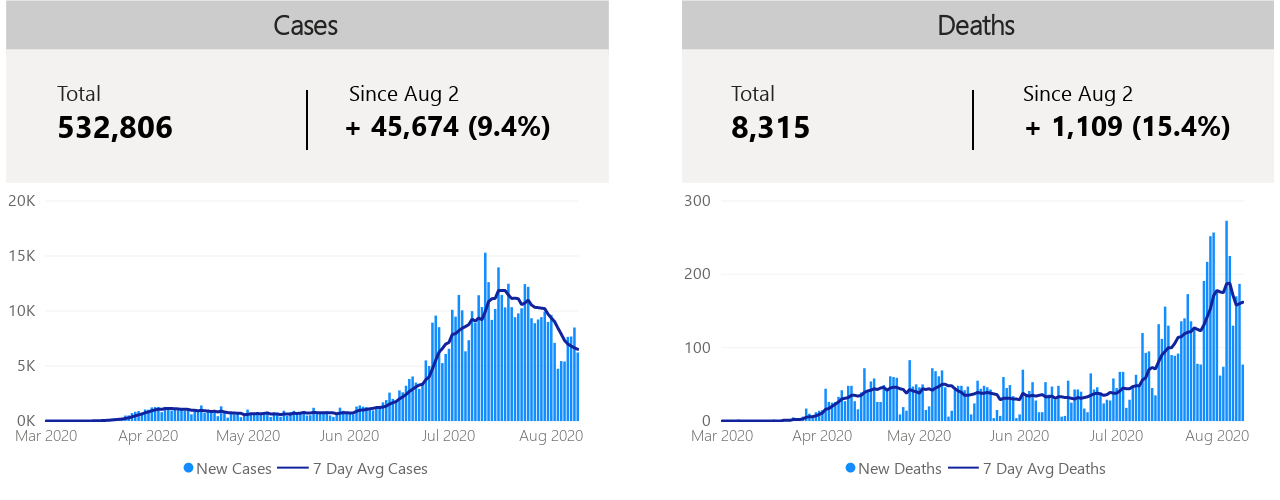 Cases
Total
532,806
Since Aug 2
+ 45,674 (9.4%)
20K
15K
10K
5K
0K
Mar 2020 Apr 2020 May 2020 Jun 2020 Jul 2020 Aug 2020
New Cases 7 Day Avg Cases
Deaths
Total
8,315
Since Aug 2
+ 1,109 (15.4%)
300
200
100
0
Mar 2020 Apr 2020 May 2020 Jun 2020 Jul 2020 Aug 2020
New Deaths 7 Day Avg Deaths